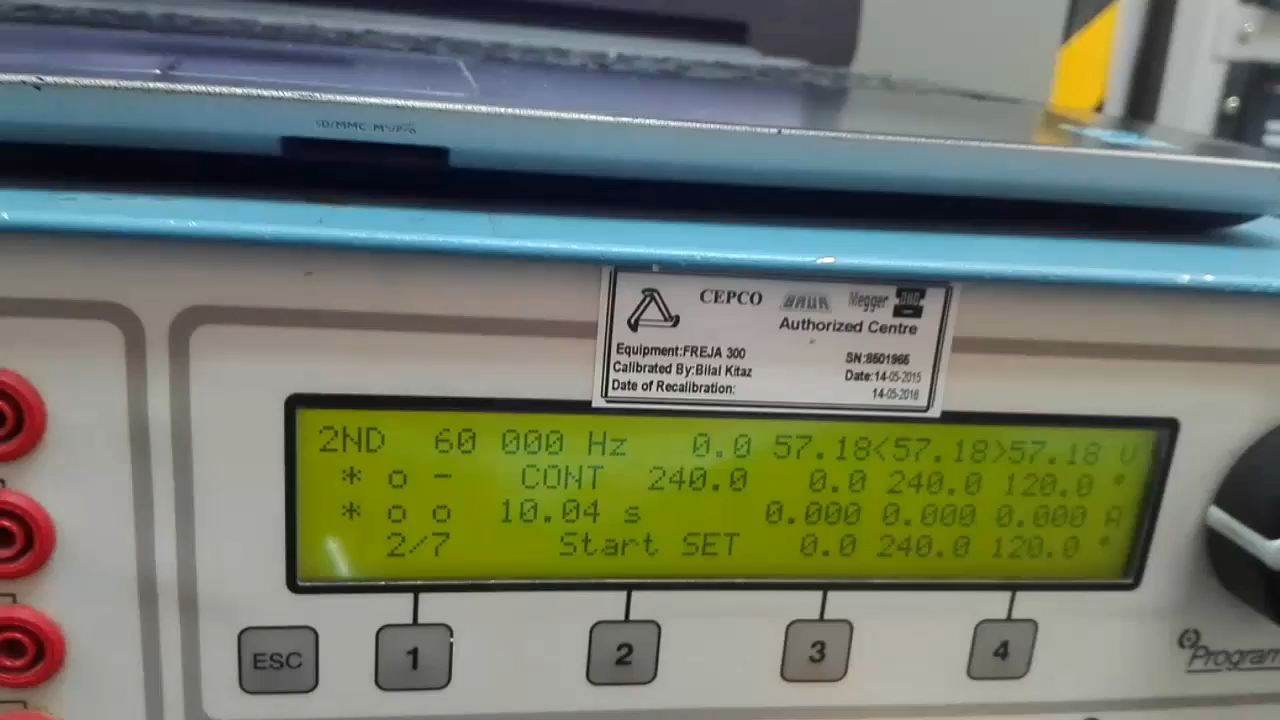 SD/MMC-MS/Pro
CEPCO BAUR Megger
Authorized Centre
Equipment:FREJA 300 SN:8501966
Calibrated By:Bilal Kitaz Date:14-05-2015
Date of Recalibration: 14-05-2016
2ND 60 000 Hz 0.0 57.18<57.18>57.18 V
* o - CONT 240.0 0.0 240.0 120.0 °
* o o 10.04 s 0.000 0.000 0.000 A
2/7 Start SET 0.0 240.0 120.0 °
ESC 1 2 3 4
Program